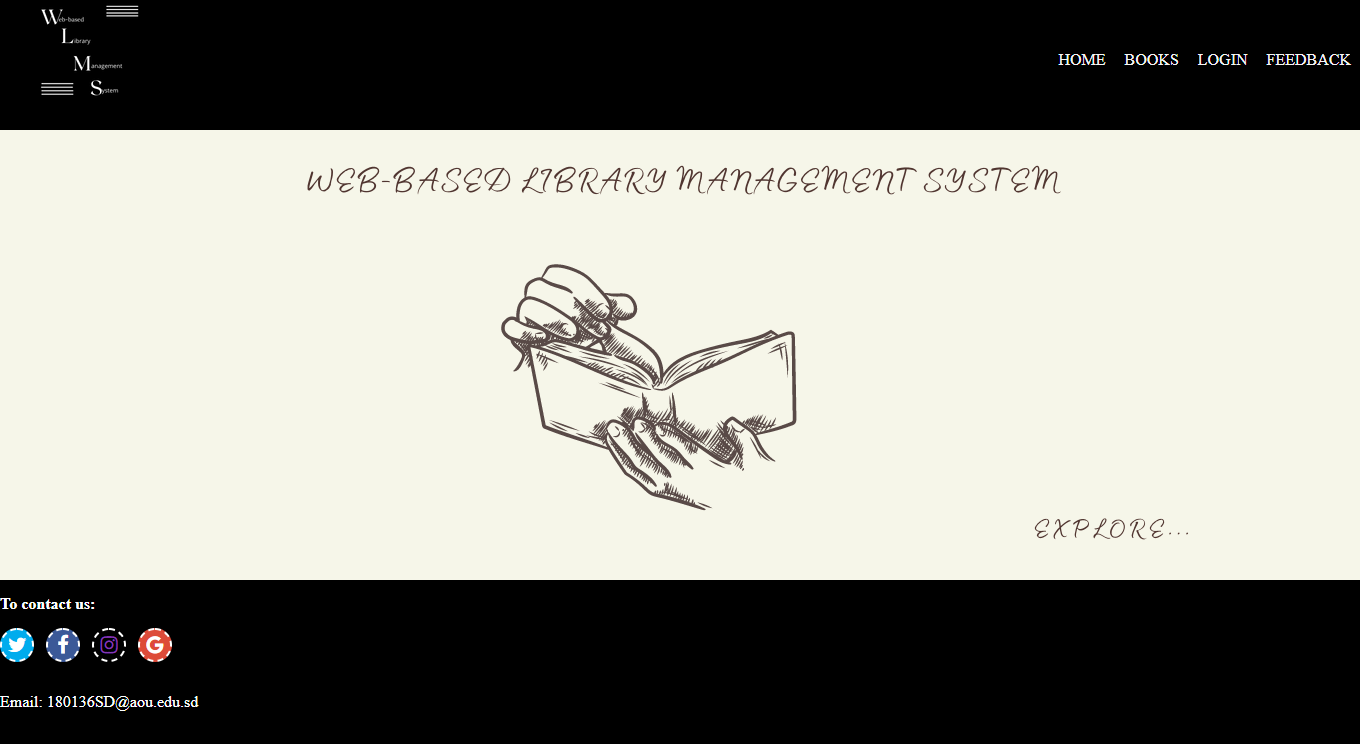 Web-based
Library
Management
System
HOME BOOKS LOGIN FEEDBACK
WEB-BASED LIBRARY MANAGEMENT SYSTEM
EXPLORE...
To contact us:
Email: 180136SD@aou.edu.sd